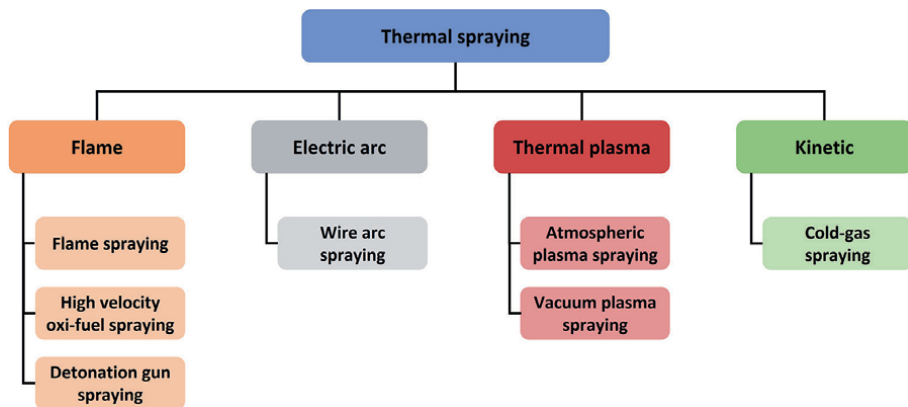 Thermal spraying
Flame
Electric arc
Thermal plasma
Kinetic
Flame spraying
High velocity
oxi-fuel spraying
Detonation gun
spraying
Wire arc
spraying
Atmospheric
plasma spraying
Vacuum plasma
spraying
Cold-gas
spraying